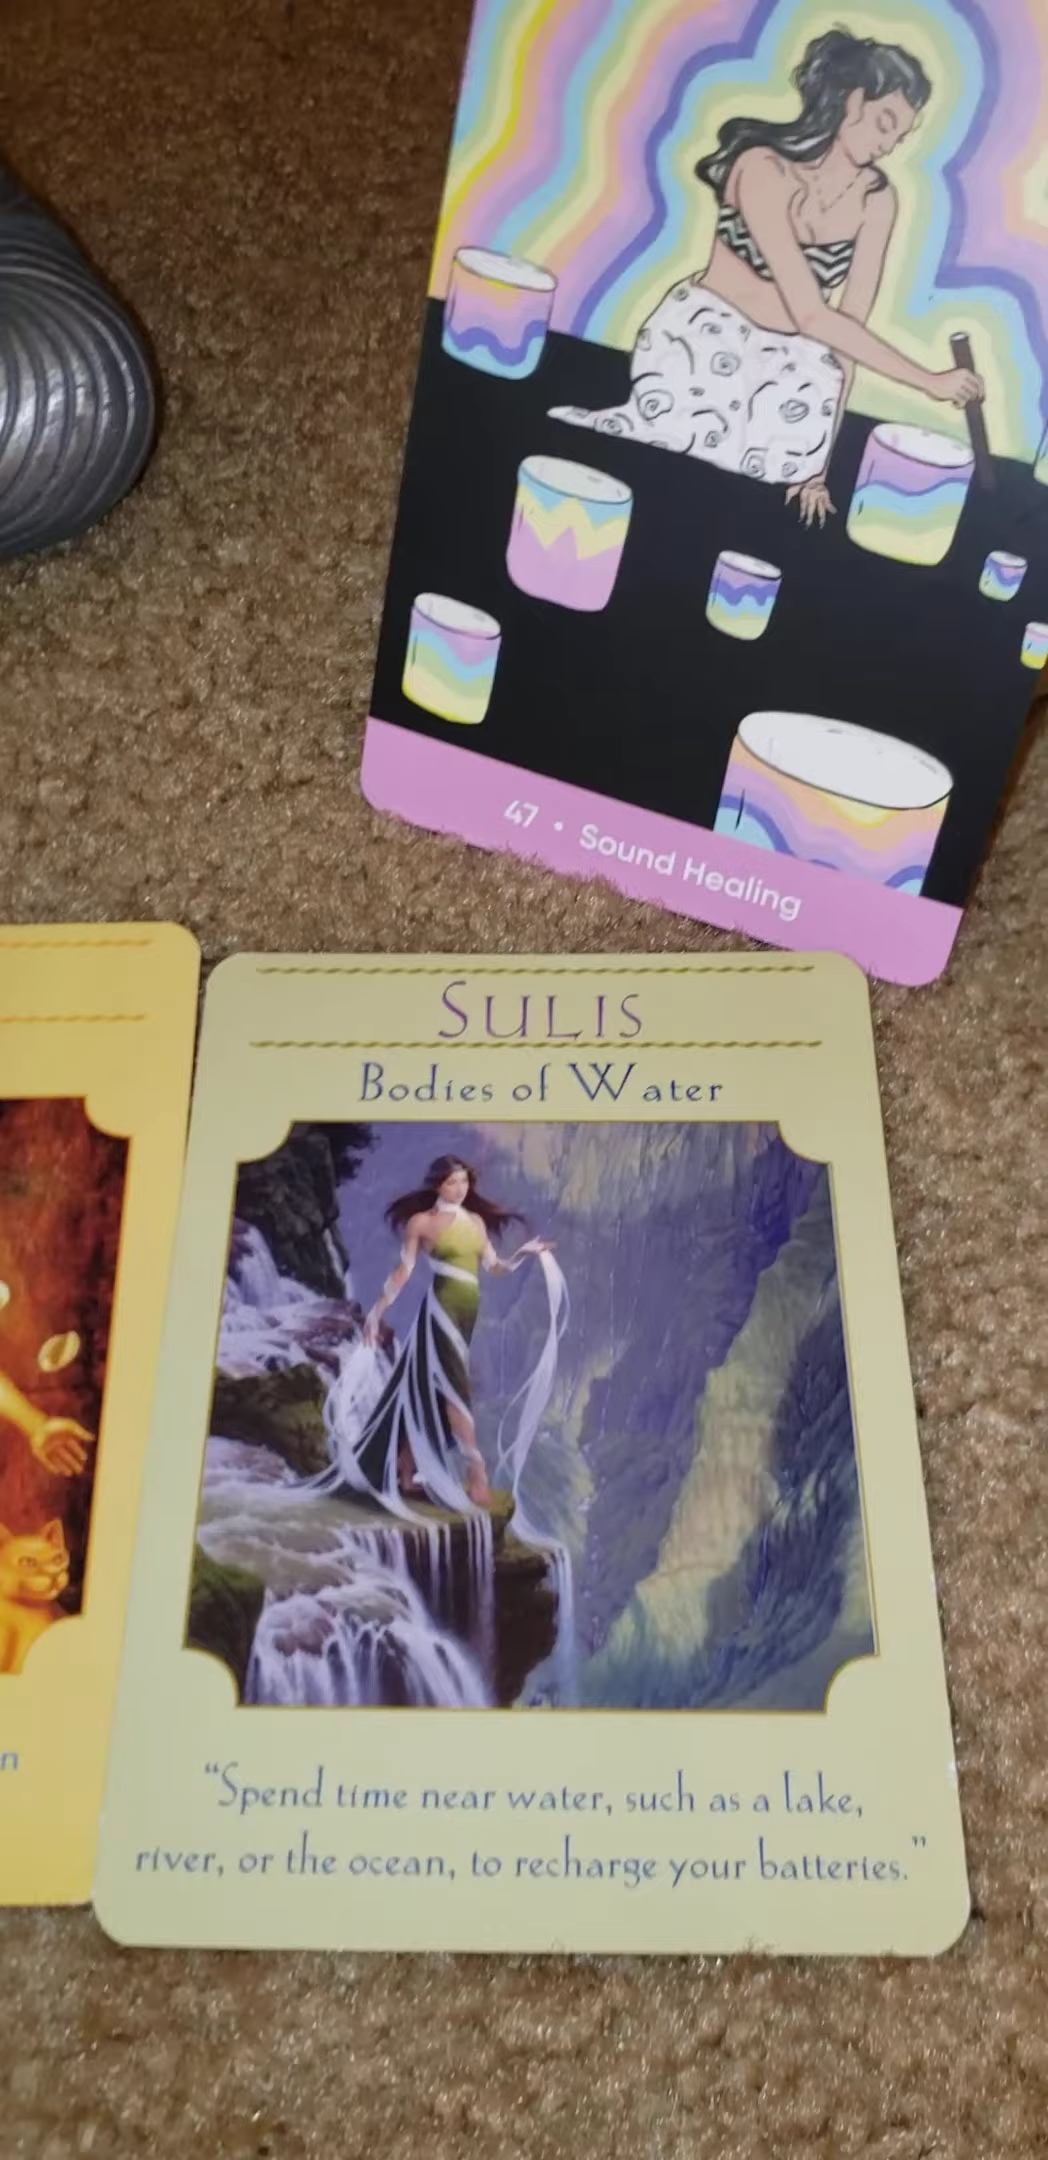 47 • Sound Healing
SULIS
Bodies of Water
n
"Spend time near water, such as a lake,
river, or the ocean, to recharge your batteries."